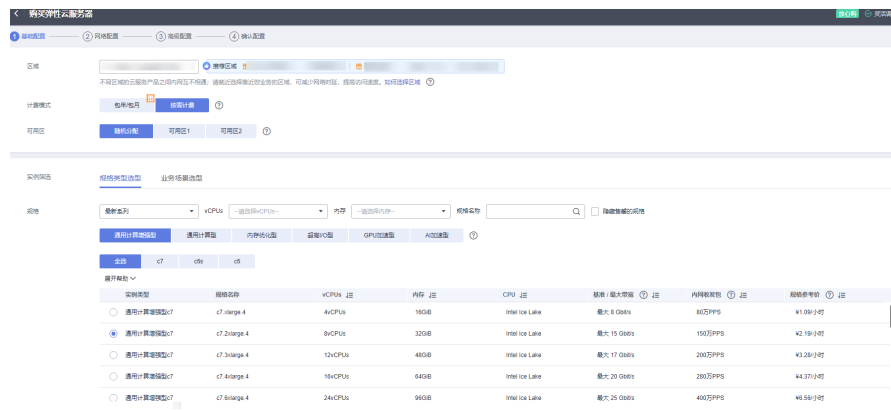 购买弹性云服务器
放心购
1 基础配置 2 网络配置 3 高级配置 4 确认配置
区域
推荐区域
不同区域的云服务产品之间内网互不相通；请就近选择靠近您业务的区域，可减少网络时延，提高访问速度。如何选择区域
计费模式 包年/包月 按需计费
可用区 随机分配 可用区1 可用区2
实例筛选 规格类型选型 业务场景选型
规格 最新系列 vCPUs --请选择vCPUs-- 内存 --请选择内存-- 规格名称 隐藏售罄的规格
通用计算增强型 通用计算型 内存优化型 超高I/O型 GPU加速型 AI加速型
全部 c7 c6s c6
展开帮助
实例类型 规格名称 vCPUs 内存 CPU 基准 / 最大带宽 内网收发包 规格参考价
通用计算增强型c7 c7.xlarge.4 4vCPUs 16GiB Intel Ice Lake 最大 8 Gbit/s 80万PPS ¥1.09/小时
通用计算增强型c7 c7.2xlarge.4 8vCPUs 32GiB Intel Ice Lake 最大 15 Gbit/s 150万PPS ¥2.19/小时
通用计算增强型c7 c7.3xlarge.4 12vCPUs 48GiB Intel Ice Lake 最大 17 Gbit/s 200万PPS ¥3.28/小时
通用计算增强型c7 c7.4xlarge.4 16vCPUs 64GiB Intel Ice Lake 最大 20 Gbit/s 280万PPS ¥4.37/小时
通用计算增强型c7 c7.6xlarge.4 24vCPUs 96GiB Intel Ice Lake 最大 25 Gbit/s 400万PPS ¥6.56/小时